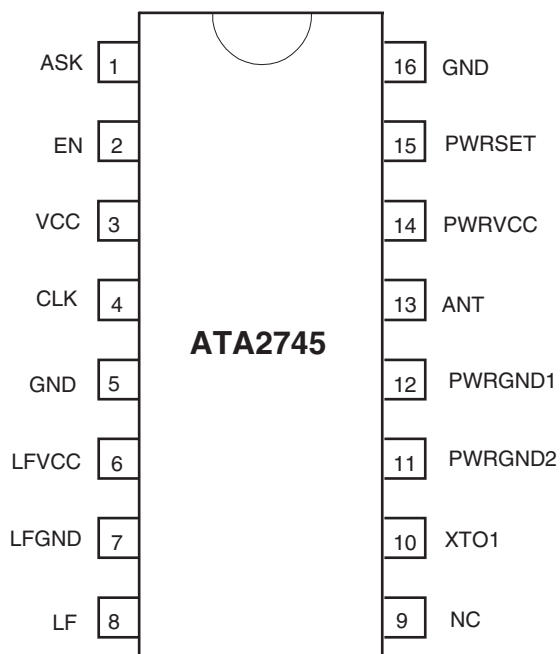 ASK 1 16 GND
EN 2 15 PWRSET
VCC 3 14 PWRVCC
CLK 4 13 ANT
ATA2745
GND 5 12 PWRGND1
LFVCC 6 11 PWRGND2
LFGND 7 10 XTO1
LF 8 9 NC